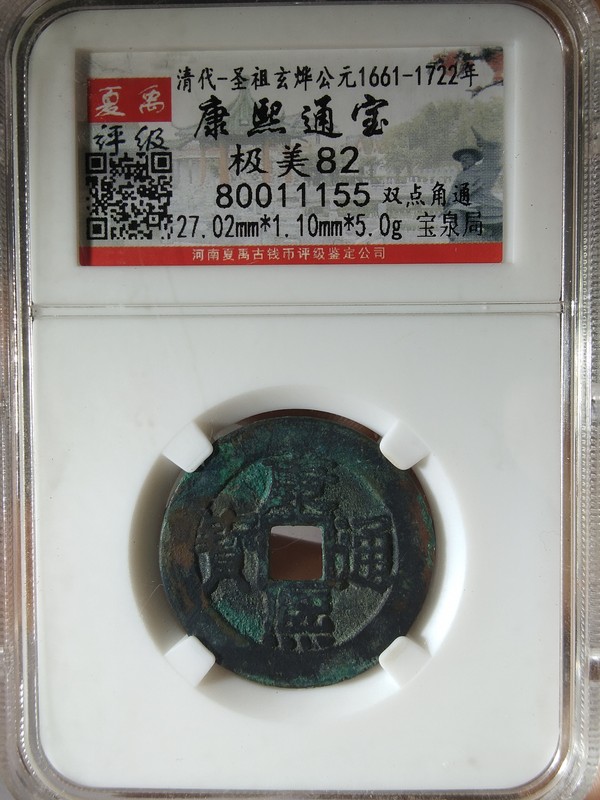 夏禹
评级
清代-圣祖玄烨公元1661-1722年
康熙通宝
极美82
80011155 双点角通
27.02mm*1.10mm*5.0g 宝泉局
河南夏禹古钱币评级鉴定公司
康熙通寶